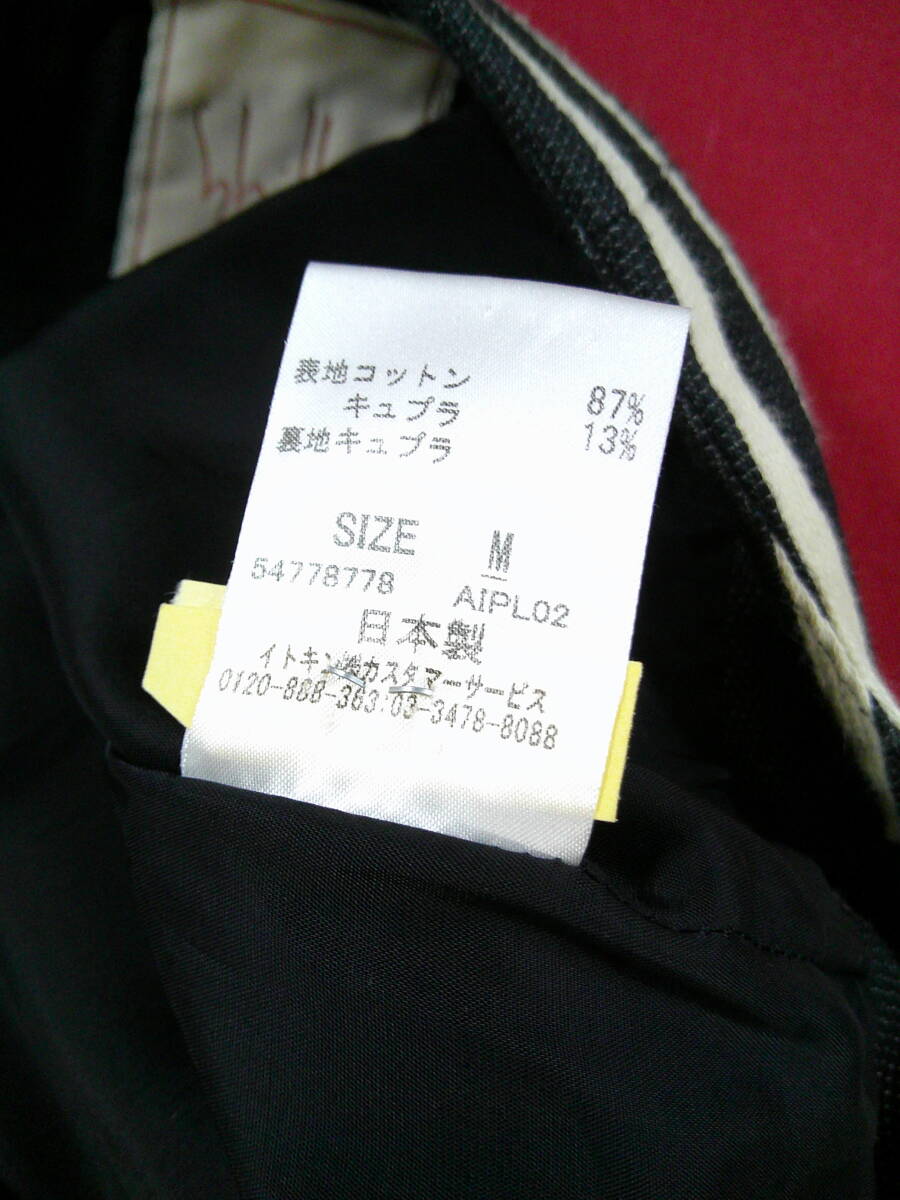 表地コットン 87%
キュプラ 13%
裏地キュプラ
SIZE M
54778778 AIPL02
日本製
イトキン㈱カスタマーサービス
0120-888-363 03-3478-8088